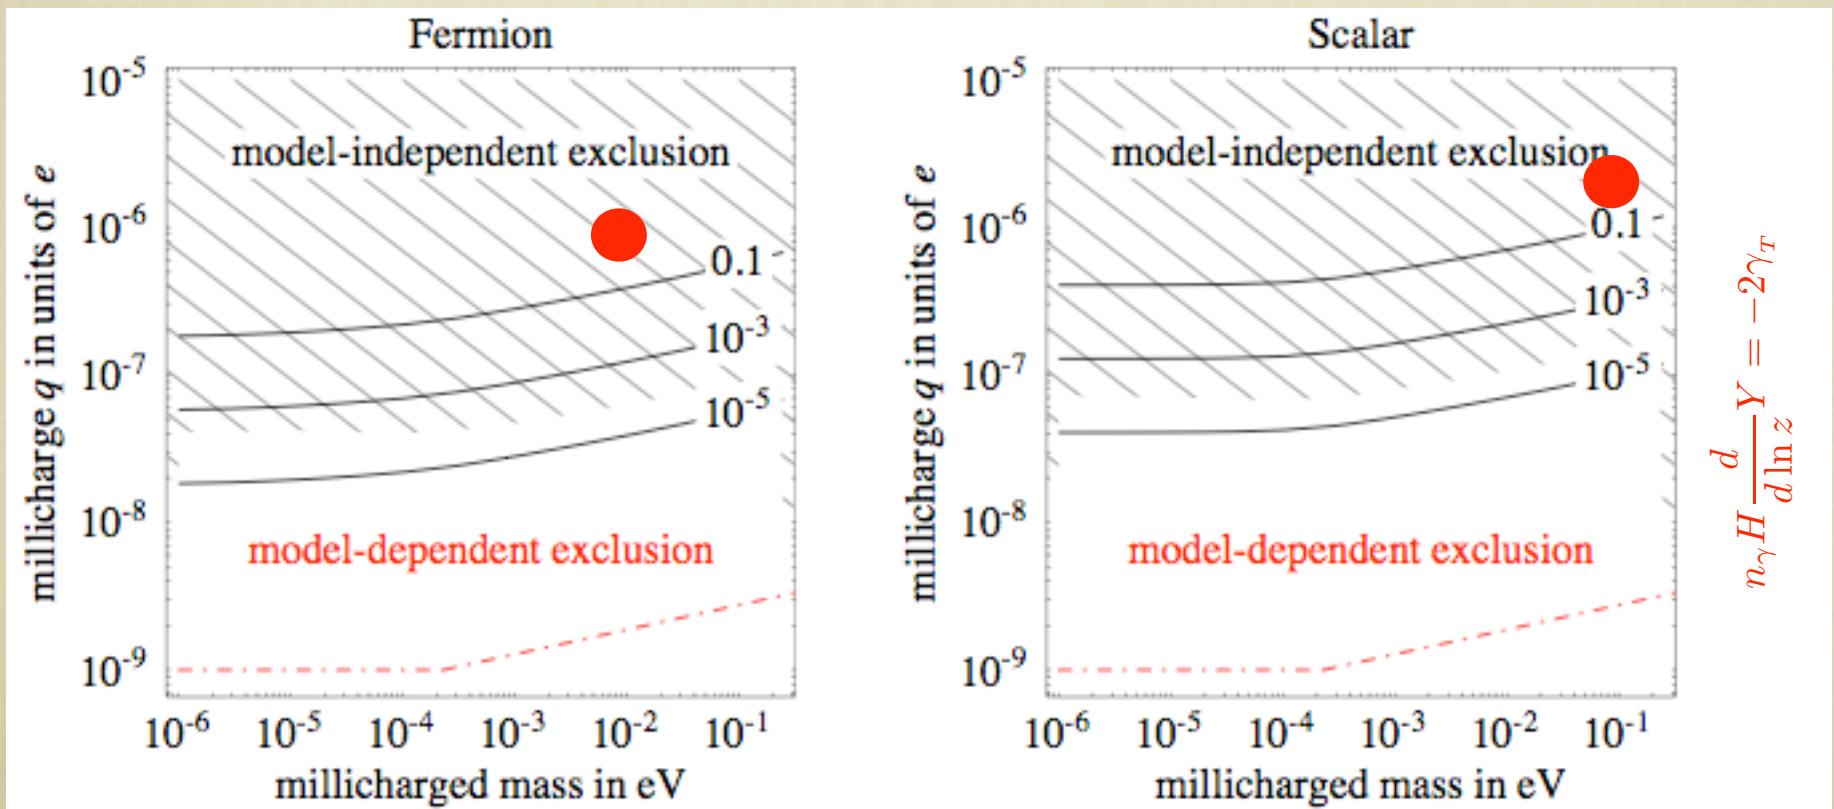 Fermion
10^-5
10^-6
10^-7
10^-8
10^-9
millicharge q in units of e
model-independent exclusion
0.1
10^-3
10^-5
model-dependent exclusion
10^-6 10^-5 10^-4 10^-3 10^-2 10^-1
millicharged mass in eV
Scalar
10^-5
10^-6
10^-7
10^-8
10^-9
millicharge q in units of e
model-independent exclusion
0.1
10^-3
10^-5
model-dependent exclusion
10^-6 10^-5 10^-4 10^-3 10^-2 10^-1
millicharged mass in eV
n_γ H d/(d ln z) Y = -2γ_T